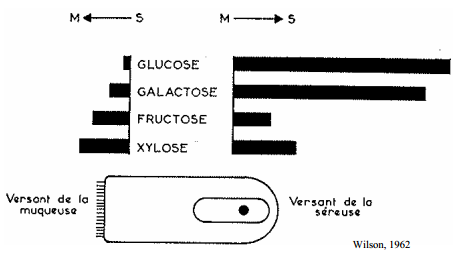 M ← S
M → S
GLUCOSE
GALACTOSE
FRUCTOSE
XYLOSE
Versant de la
muqueuse
Versant de la
séreuse
Wilson, 1962